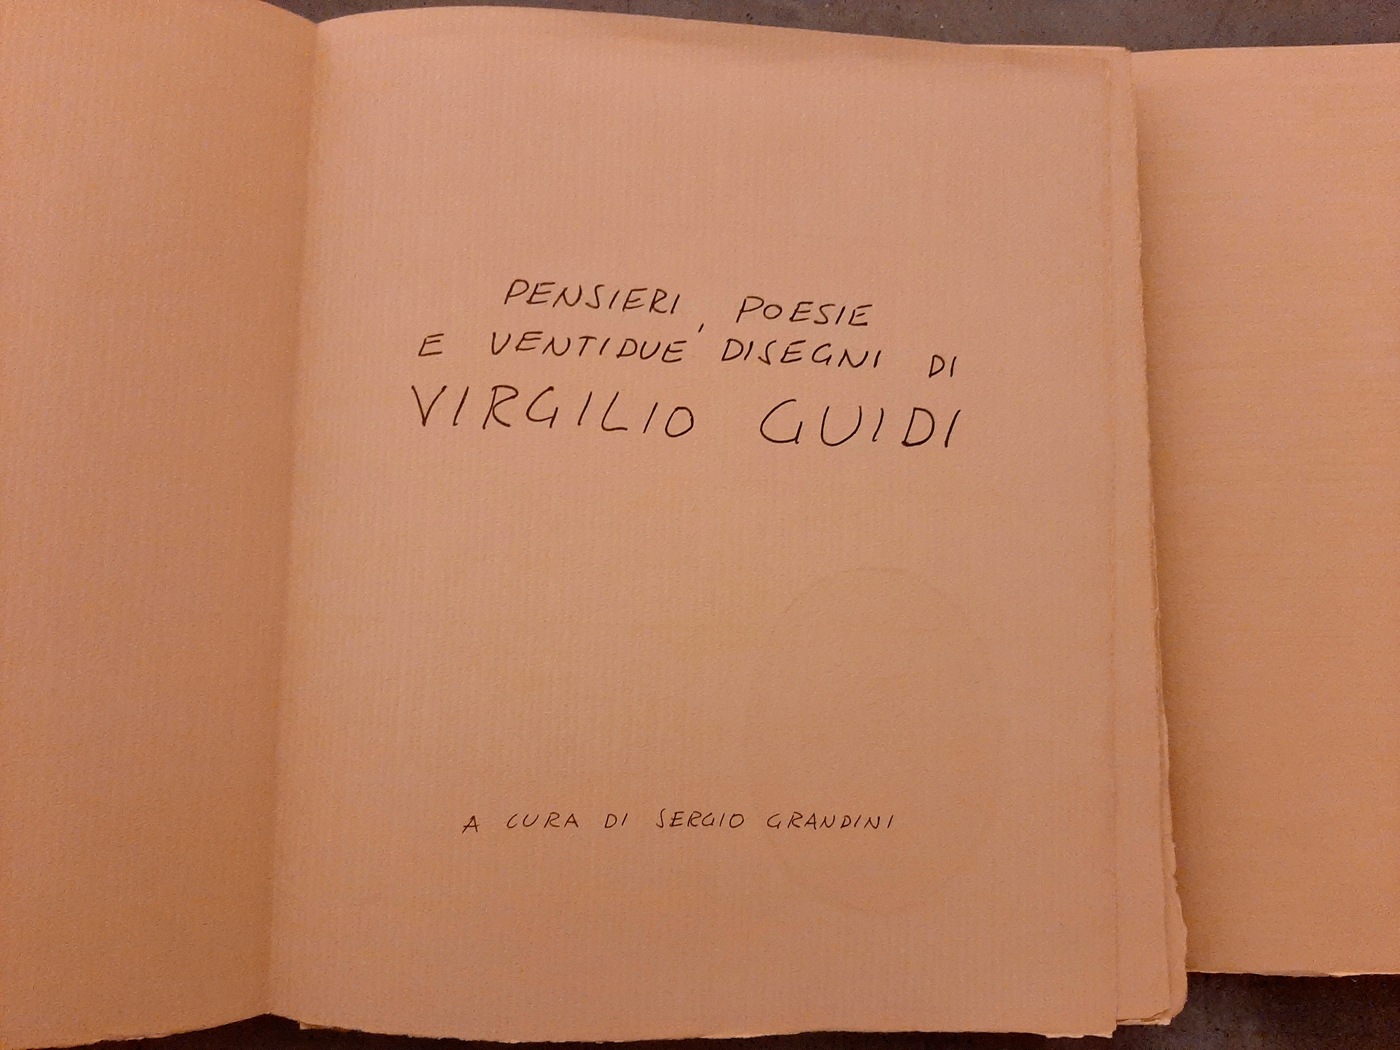 PENSIERI, POESIE
E VENTIDUE DISEGNI DI
VIRGILIO GUIDI
A CURA DI SERGIO GRANDINI